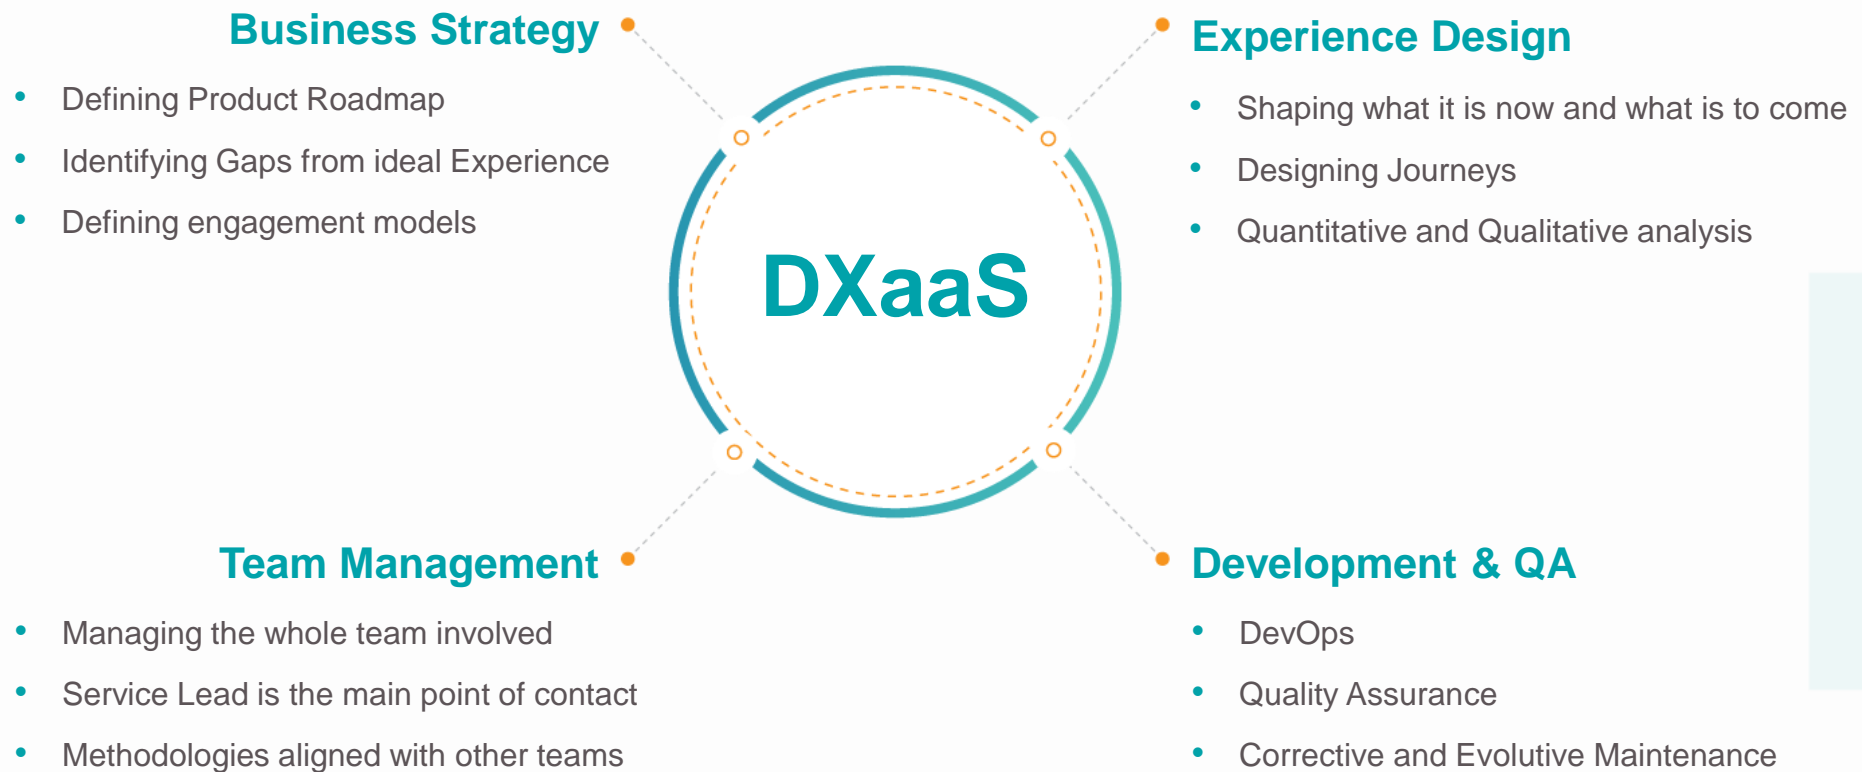 Business Strategy
• Defining Product Roadmap
• Identifying Gaps from ideal Experience
• Defining engagement models
Experience Design
• Shaping what it is now and what is to come
• Designing Journeys
• Quantitative and Qualitative analysis
DXaaS
Team Management
• Managing the whole team involved
• Service Lead is the main point of contact
• Methodologies aligned with other teams
Development & QA
• DevOps
• Quality Assurance
• Corrective and Evolutive Maintenance